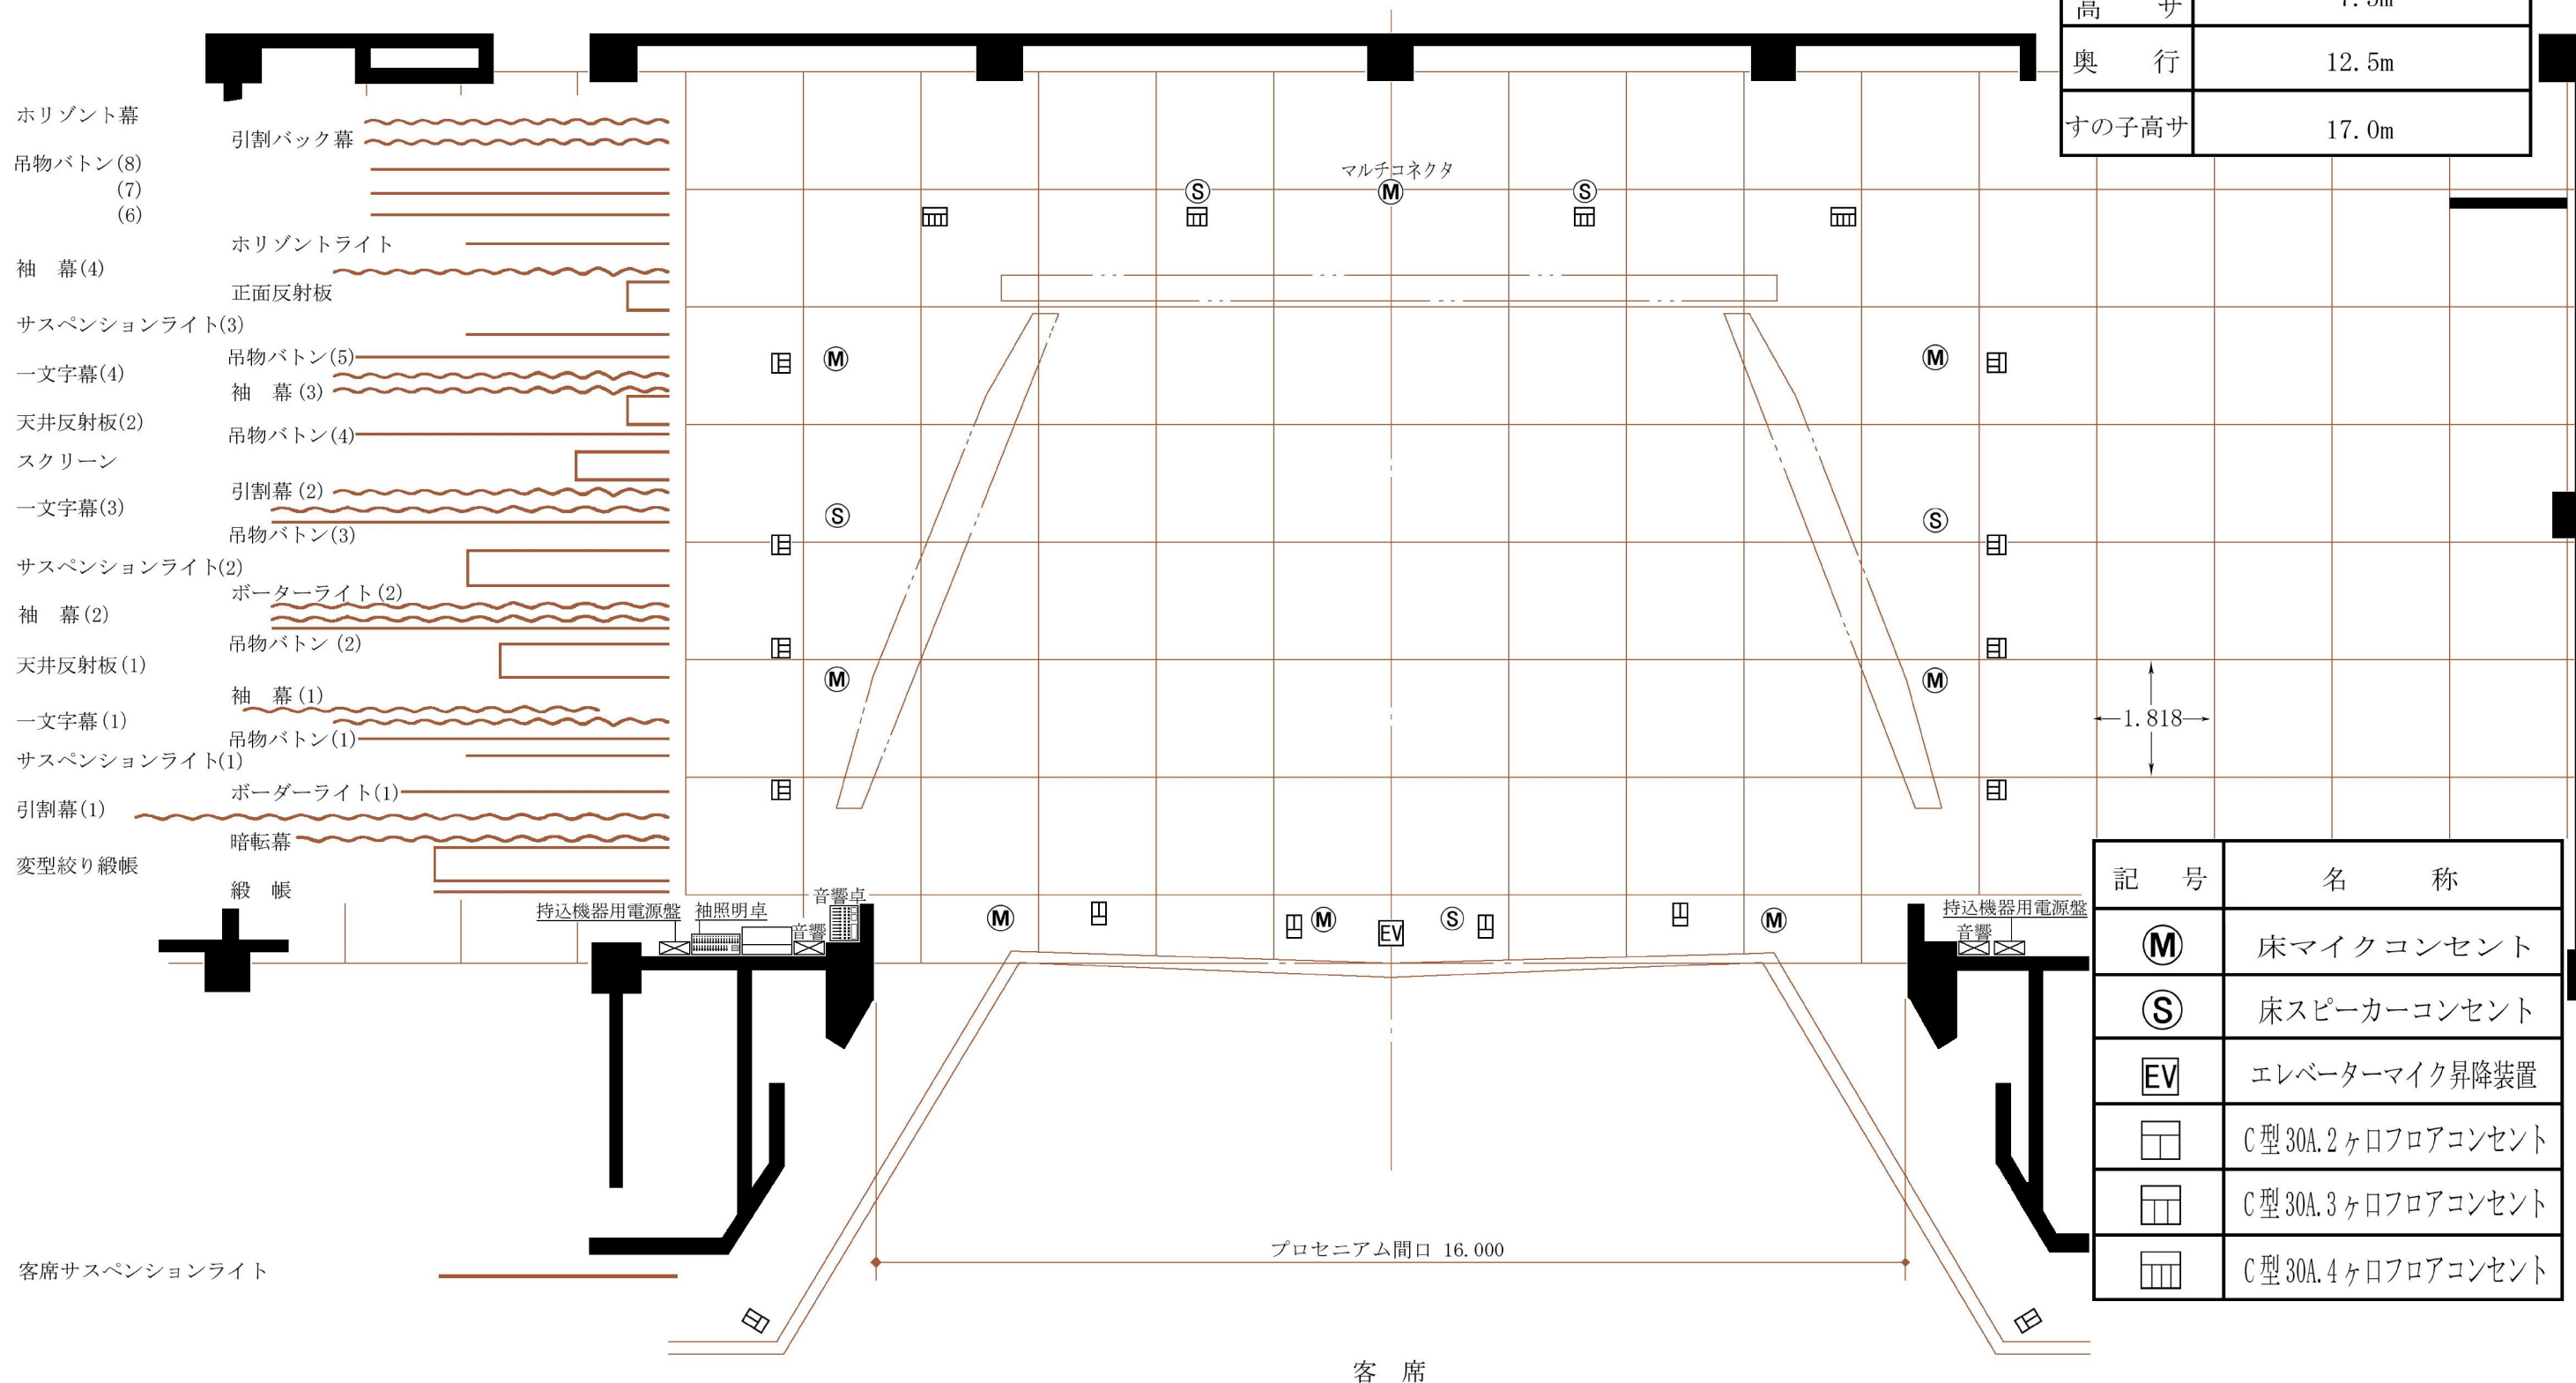 高 サ
奥 行 12.5m
すの子高サ 17.0m
ホリゾント幕
引割バック幕
吊物バトン(8)
(7)
(6)
ホリゾントライト
袖 幕(4)
正面反射板
サスペンションライト(3)
吊物バトン(5)
一文字幕(4)
袖 幕(3)
天井反射板(2)
吊物バトン(4)
スクリーン
引割幕(2)
一文字幕(3)
吊物バトン(3)
サスペンションライト(2)
ボーターライト(2)
袖 幕(2)
吊物バトン(2)
天井反射板(1)
袖 幕(1)
一文字幕(1)
吊物バトン(1)
サスペンションライト(1)
ボーダーライト(1)
引割幕(1)
暗転幕
変型絞り緞帳
緞 帳
客席サスペンションライト
マルチコネクタ
S M S
M M
S S
M M
1.818
持込機器用電源盤 袖照明卓 音響 音響卓
M M EV S M
持込機器用電源盤
音響
プロセニアム間口 16.000
客 席
記 号 名 称
M 床マイクコンセント
S 床スピーカーコンセント
EV エレベーターマイク昇降装置
C型30A.2ヶ口フロアコンセント
C型30A.3ヶ口フロアコンセント
C型30A.4ヶ口フロアコンセント